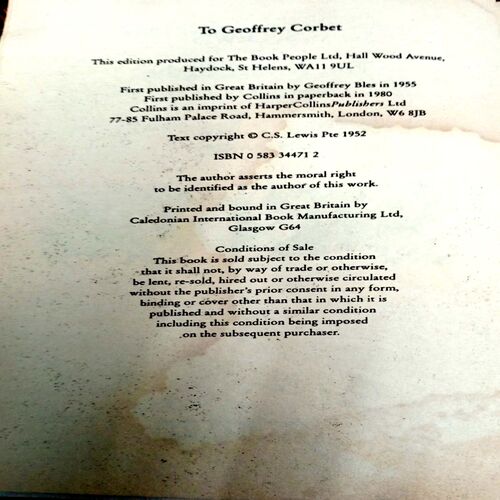 To Geoffrey Corbet
This edition produced for The Book People Ltd, Hall Wood Avenue,
Haydock, St Helens, WA11 9UL
First published in Great Britain by Geoffrey Bles in 1955
First published by Collins in paperback in 1980
Collins is an imprint of HarperCollinsPublishers Ltd
77-85 Fulham Palace Road, Hammersmith, London, W6 8JB
Text copyright © C.S. Lewis Pte 1952
ISBN 0 583 34471 2
The author asserts the moral right
to be identified as the author of this work.
Printed and bound in Great Britain by
Caledonian International Book Manufacturing Ltd,
Glasgow G64
Conditions of Sale
This book is sold subject to the condition
that it shall not, by way of trade or otherwise,
be lent, re-sold, hired out or otherwise circulated
without the publisher's prior consent in any form,
binding or cover other than that in which it is
published and without a similar condition
including this condition being imposed
on the subsequent purchaser.